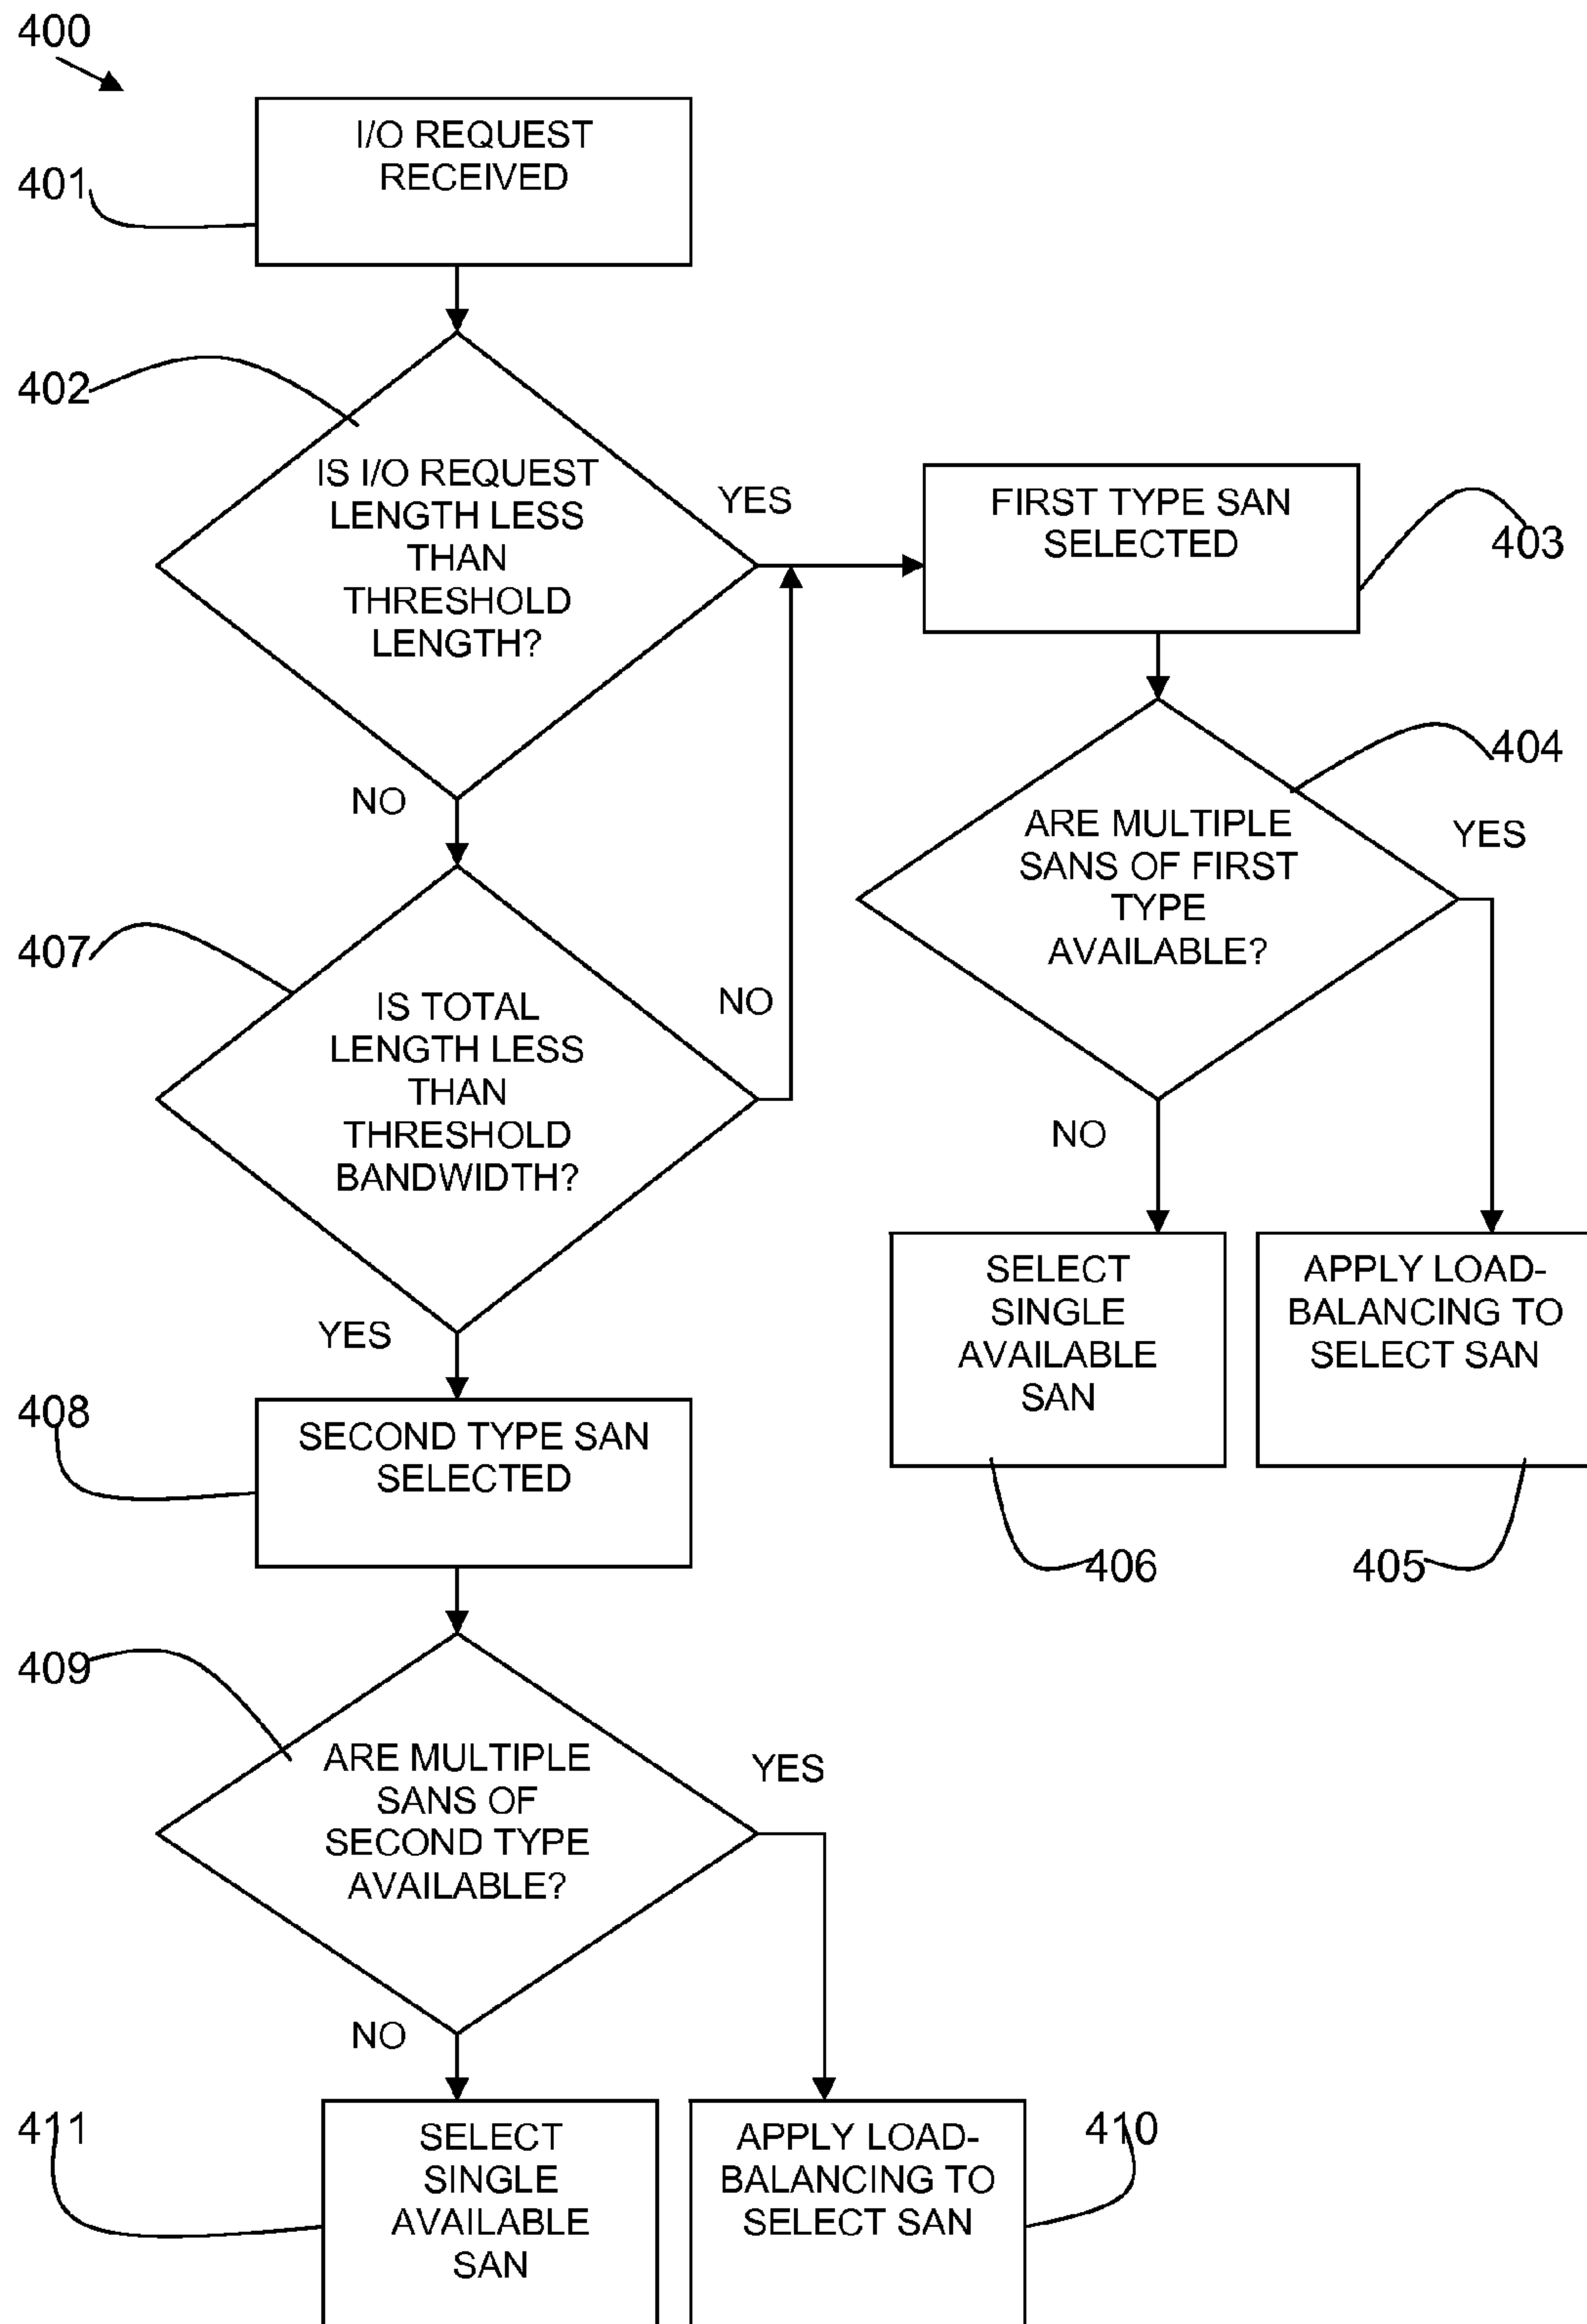 400
I/O REQUEST
RECEIVED
401
402
IS I/O REQUEST
LENGTH LESS
THAN
THRESHOLD
LENGTH?
YES
FIRST TYPE SAN
SELECTED
403
NO
404
ARE MULTIPLE
SANS OF FIRST
TYPE
AVAILABLE?
YES
407
IS TOTAL
LENGTH LESS
THAN
THRESHOLD
BANDWIDTH?
NO
NO
SELECT
SINGLE
AVAILABLE
SAN
APPLY LOAD-
BALANCING TO
SELECT SAN
YES
408
SECOND TYPE SAN
SELECTED
406
405
409
ARE MULTIPLE
SANS OF
SECOND TYPE
AVAILABLE?
YES
NO
411
SELECT
SINGLE
AVAILABLE
SAN
APPLY LOAD-
BALANCING TO
SELECT SAN
410